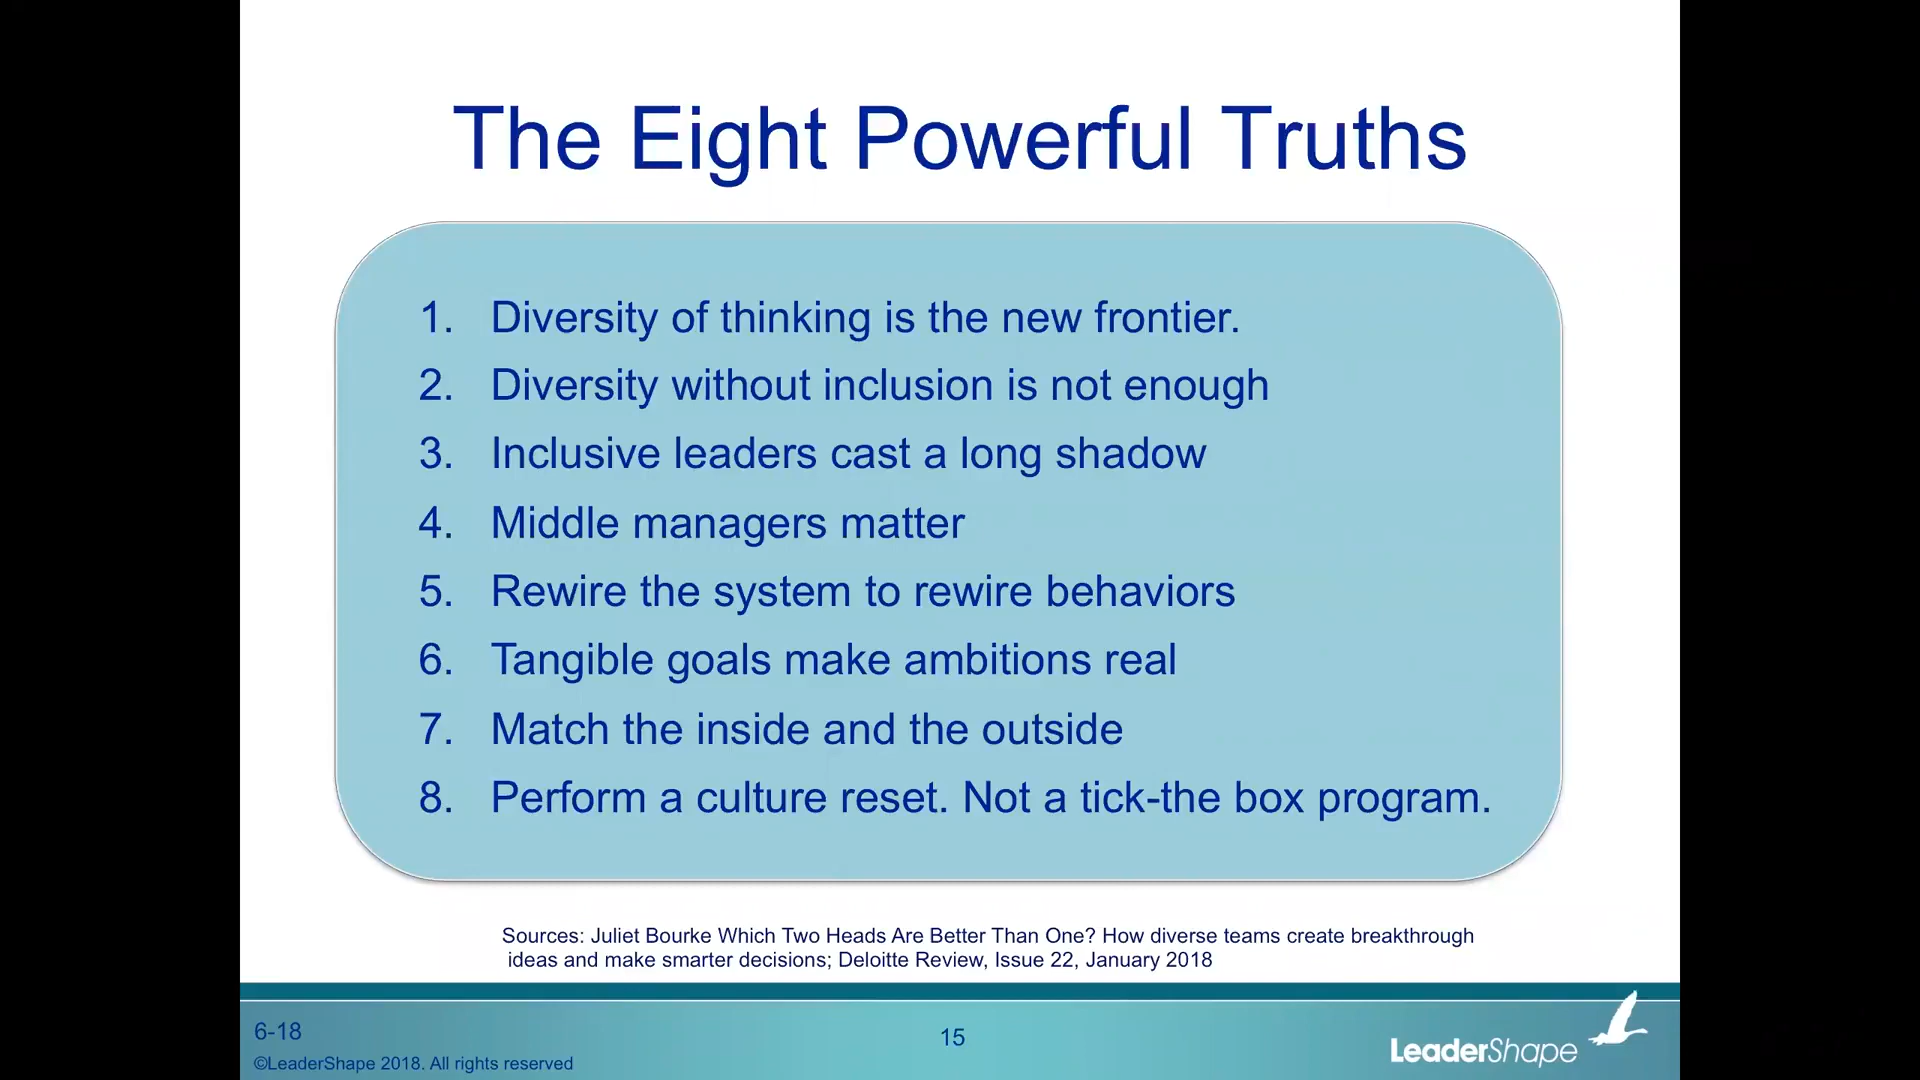 The Eight Powerful Truths
1. Diversity of thinking is the new frontier.
2. Diversity without inclusion is not enough
3. Inclusive leaders cast a long shadow
4. Middle managers matter
5. Rewire the system to rewire behaviors
6. Tangible goals make ambitions real
7. Match the inside and the outside
8. Perform a culture reset. Not a tick-the box program.
Sources: Juliet Bourke Which Two Heads Are Better Than One? How diverse teams create breakthrough
ideas and make smarter decisions; Deloitte Review, Issue 22, January 2018
6-18
15
©LeaderShape 2018. All rights reserved
LeaderShape